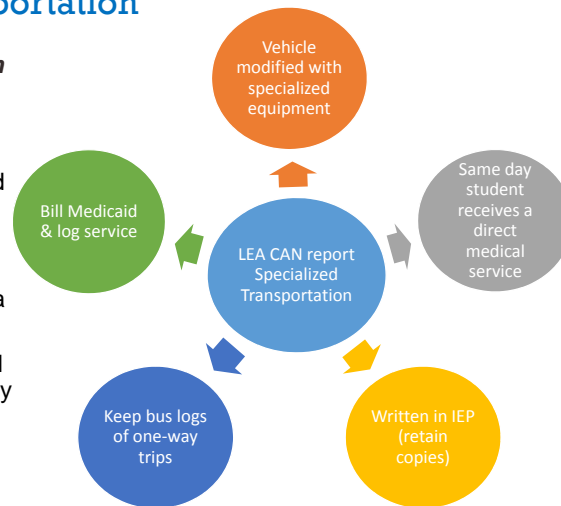 Vehicle
modified with
specialized
equipment
Bill Medicaid
& log service
Same day
student
receives a
direct
medical
service
LEA CAN report
Specialized
Transportation
a
Keep bus logs
of one-way
trips
Written in IEP
(retain
copies)